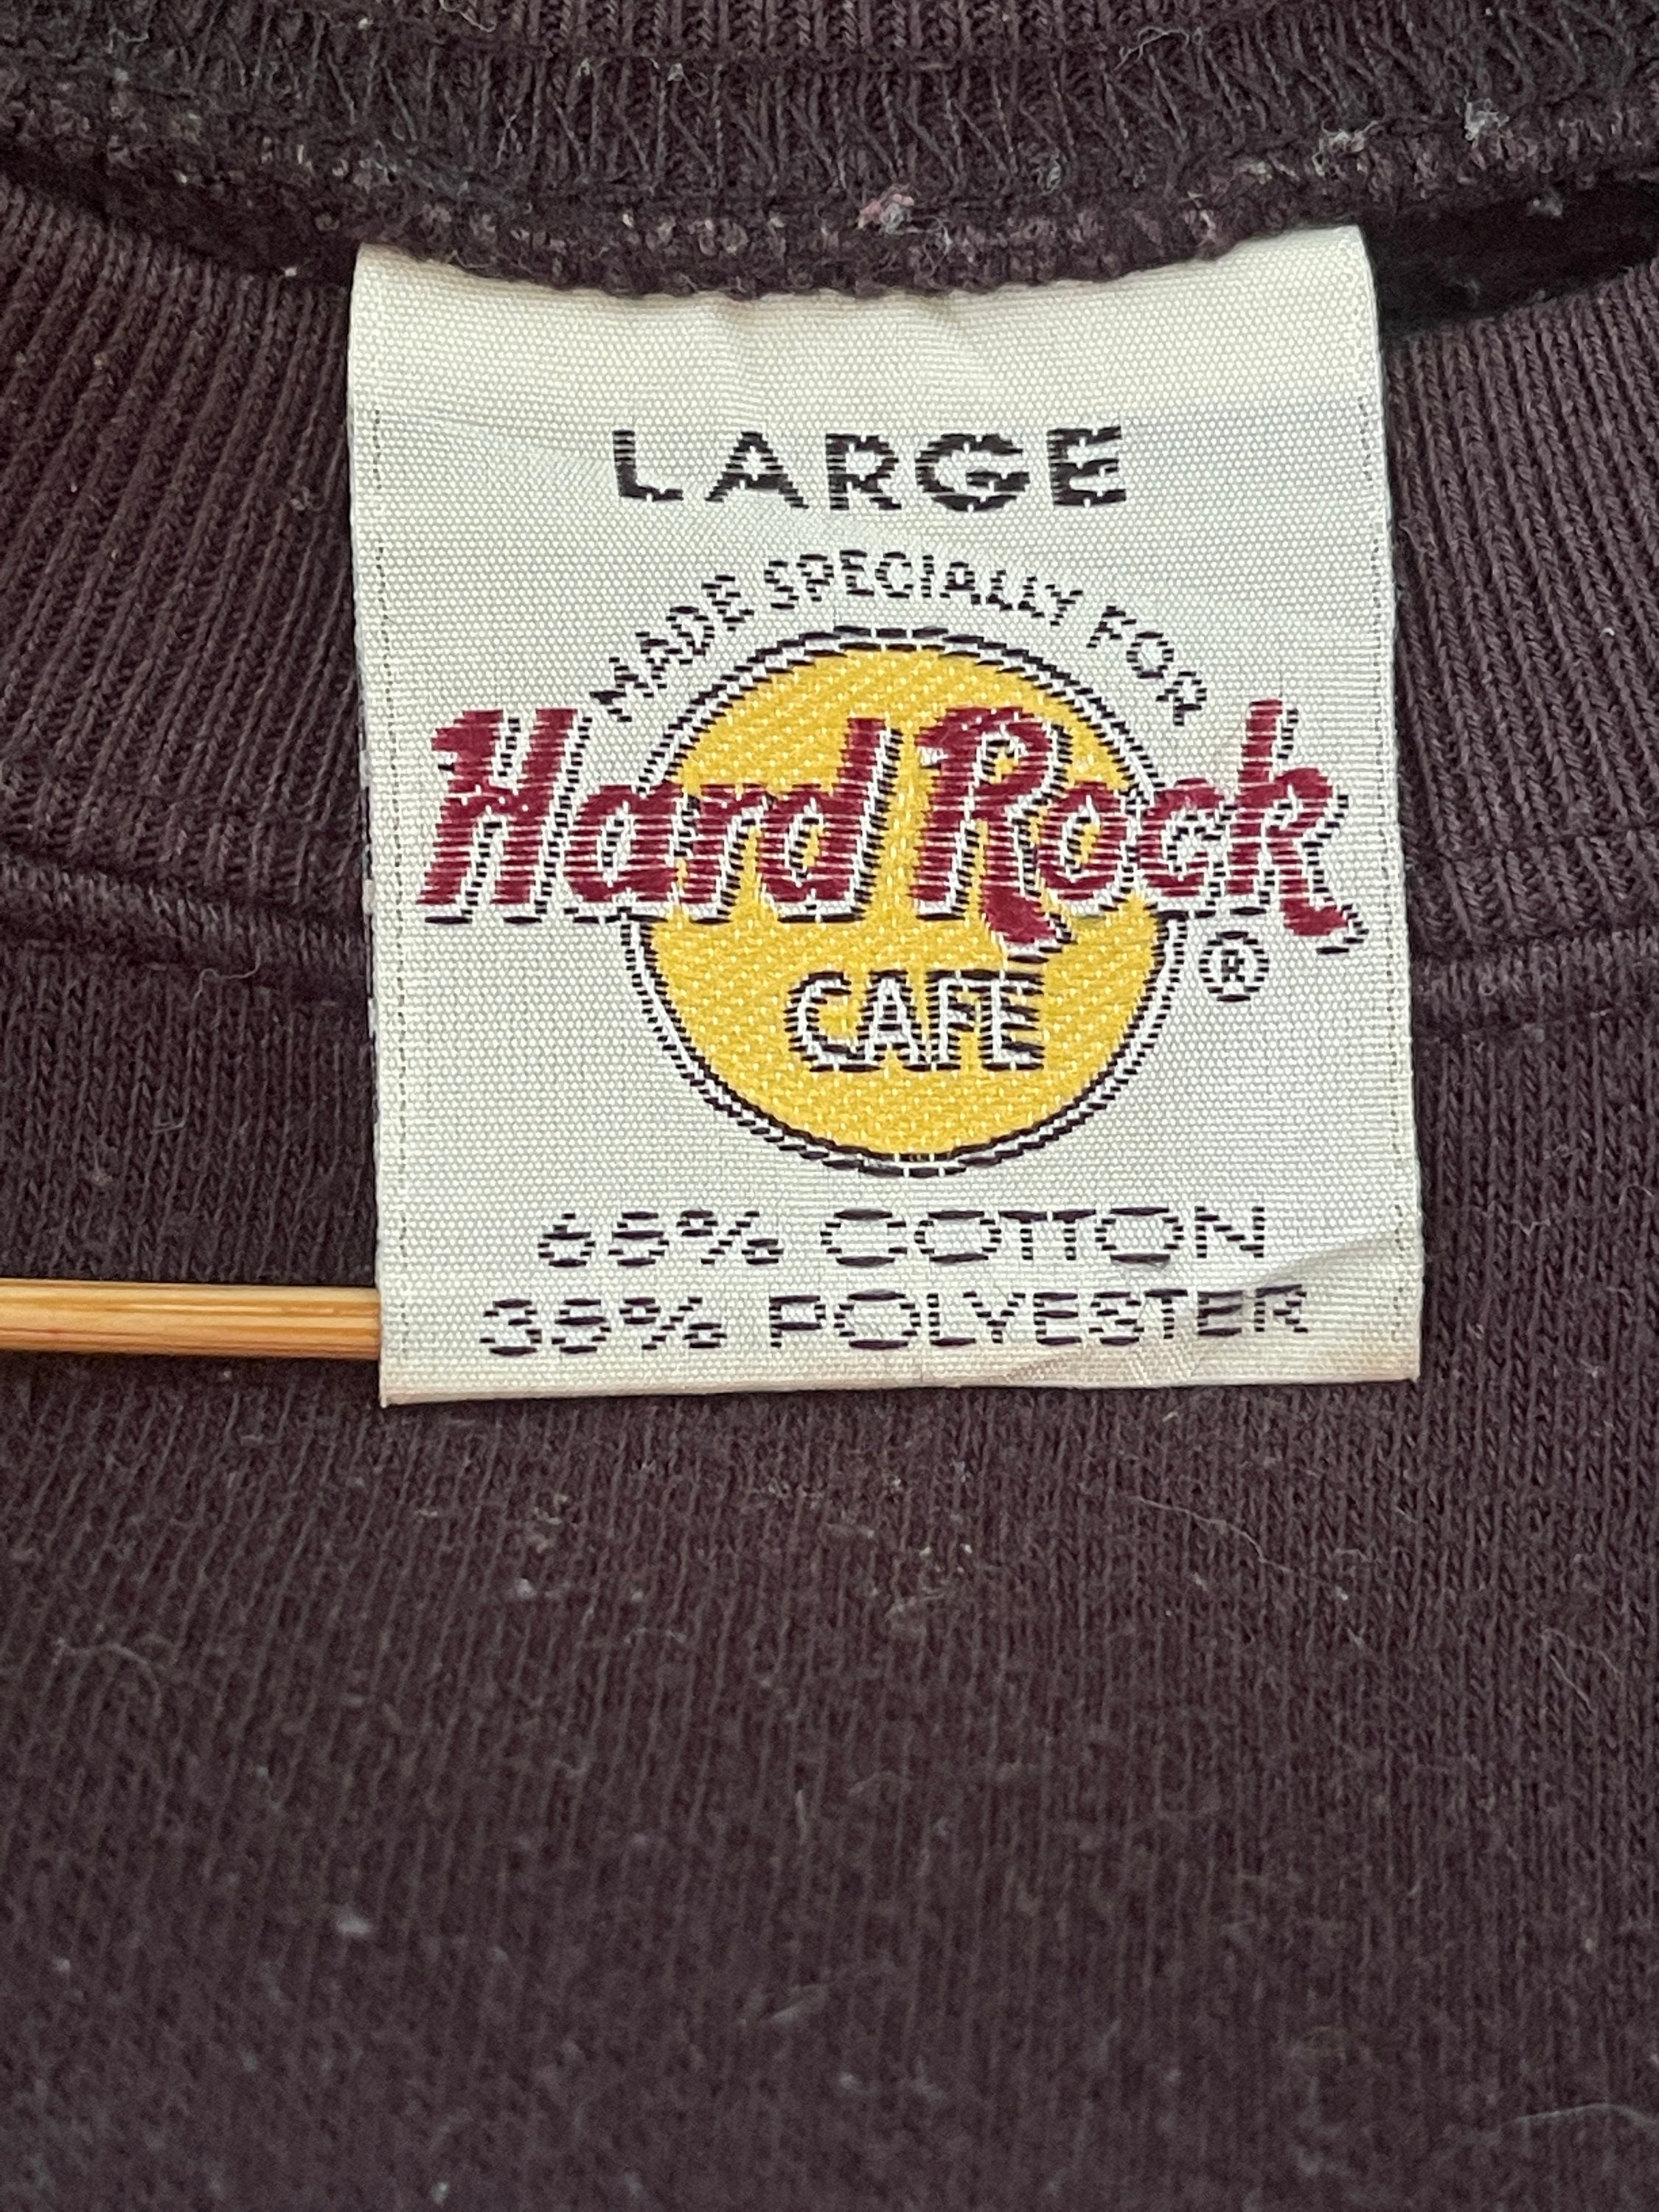 LARGE
MADE SPECIALLY FOR
Hard Rock
®
CAFE
65% COTTON
35% POLYESTER